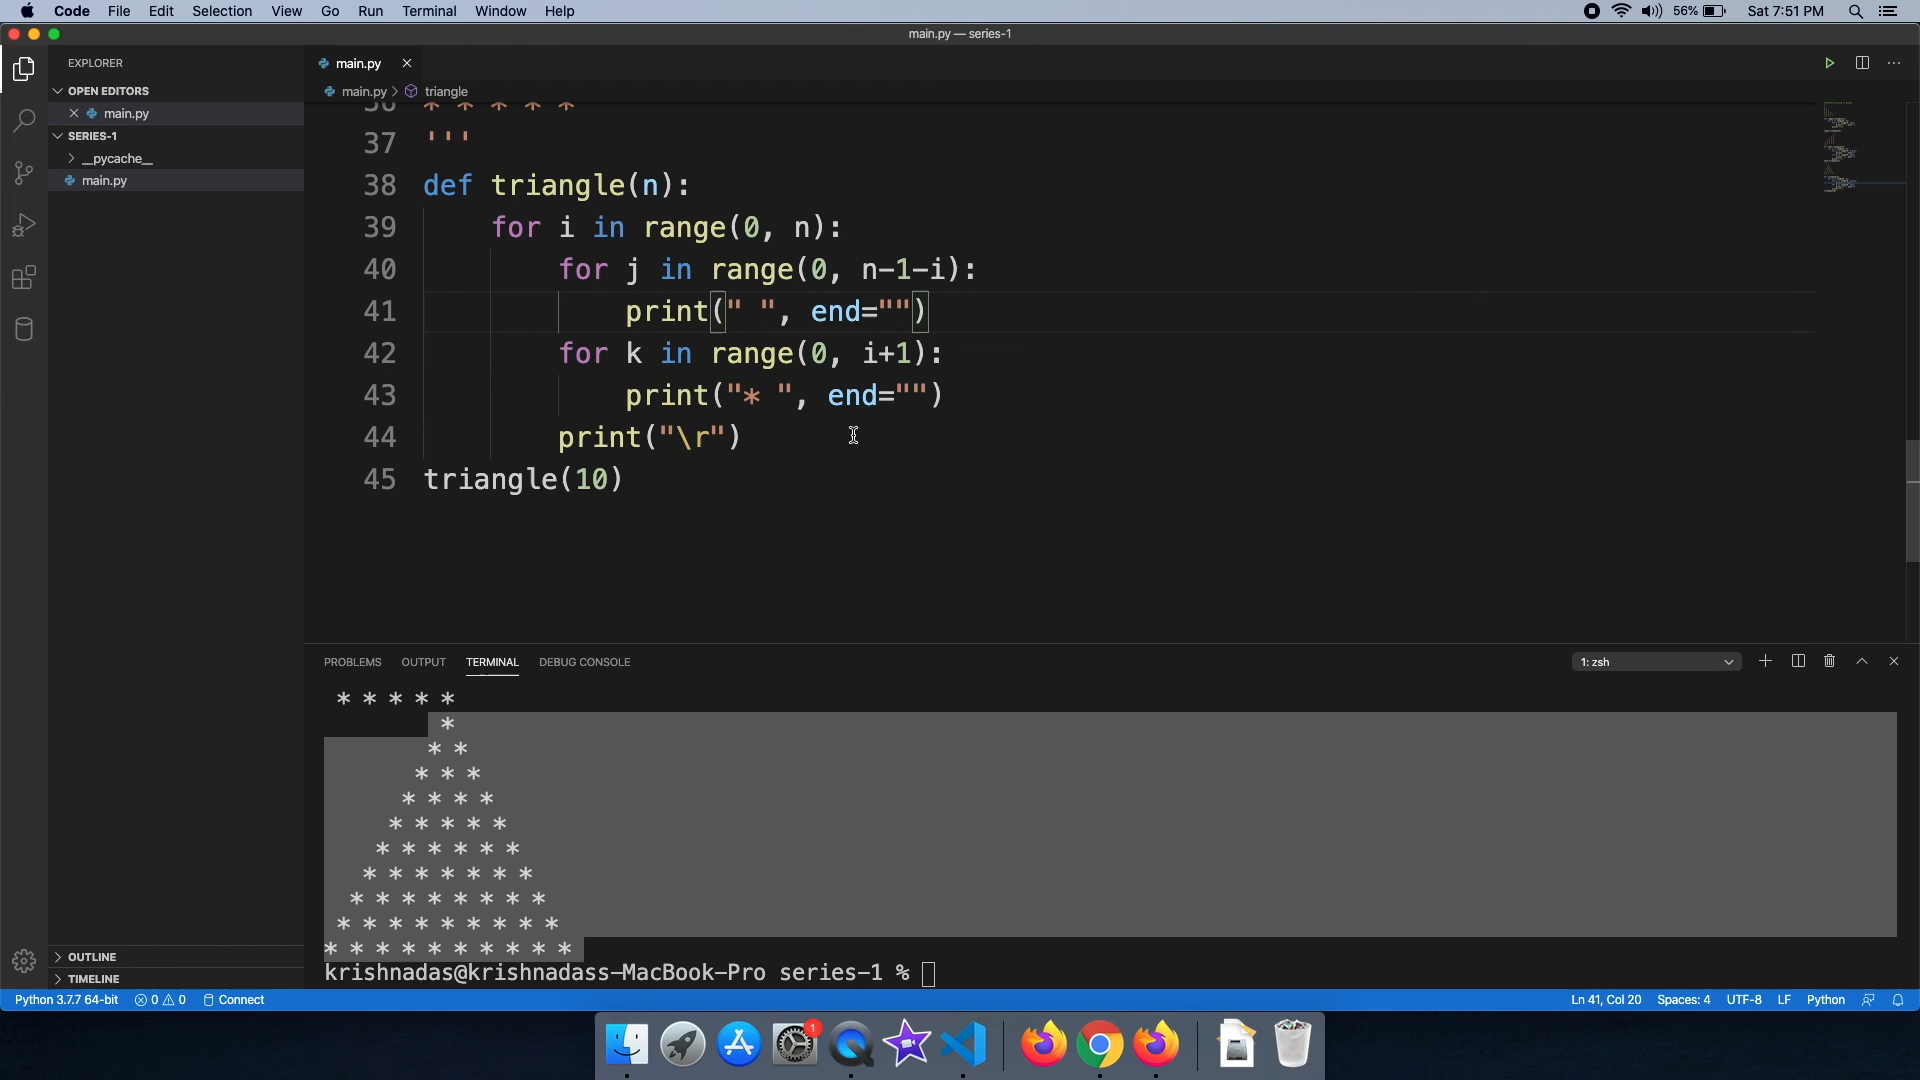 Code File Edit Selection View Go Run Terminal Window Help 56% Sat 7:51 PM
main.py — series-1
EXPLORER
OPEN EDITORS
main.py
SERIES-1
__pycache__
main.py
OUTLINE
TIMELINE
main.py
main.py > triangle
36 * * * * *
37 '''
38 def triangle(n):
39 for i in range(0, n):
40 for j in range(0, n-1-i):
41 print(" ", end="")
42 for k in range(0, i+1):
43 print("* ", end="")
44 print("\r")
45 triangle(10)
PROBLEMS OUTPUT TERMINAL DEBUG CONSOLE 1: zsh
* * * * *
*
* *
* * *
* * * *
* * * * *
* * * * * *
* * * * * * *
* * * * * * * *
* * * * * * * * *
* * * * * * * * * *
krishnadas@krishnadass-MacBook-Pro series-1 %
Python 3.7.7 64-bit 0 0 Connect Ln 41, Col 20 Spaces: 4 UTF-8 LF Python
1